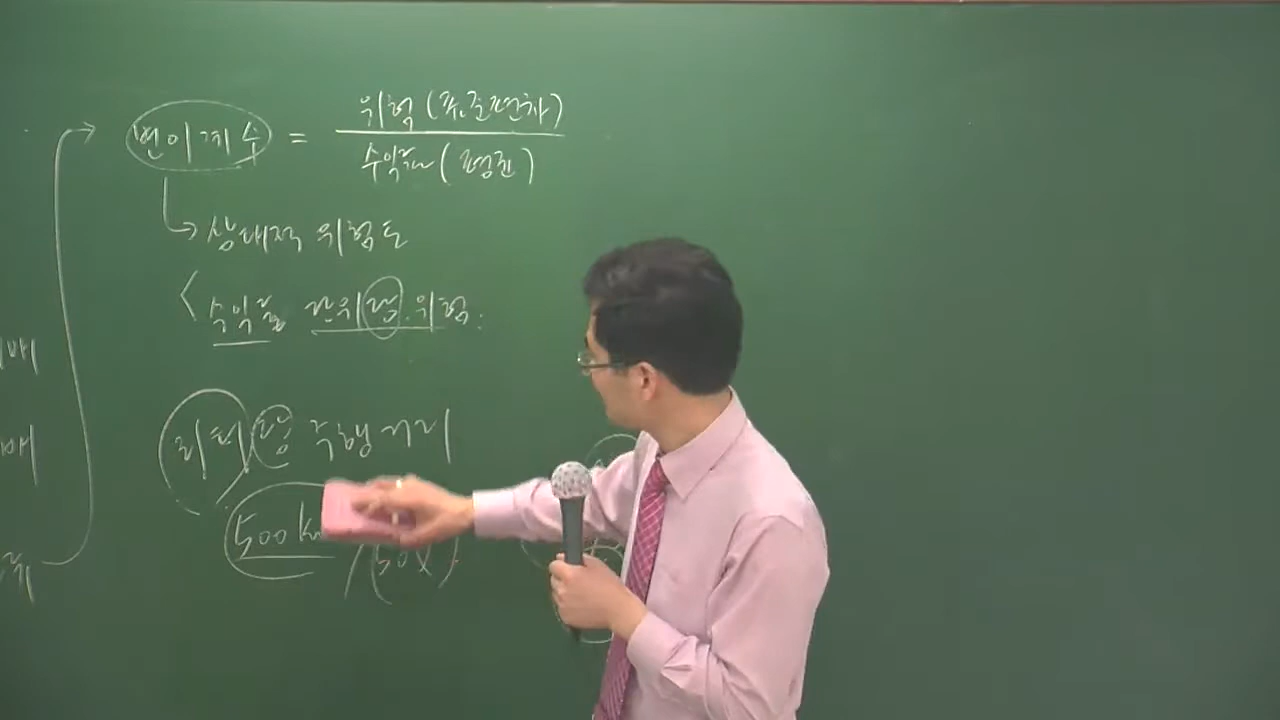 변이계수 = 위험(표준편차)
수익률(평균)
→ 상대적 위험도
< 수익률 단위당 위험.
리터당 주행거리
500km / (50ℓ)